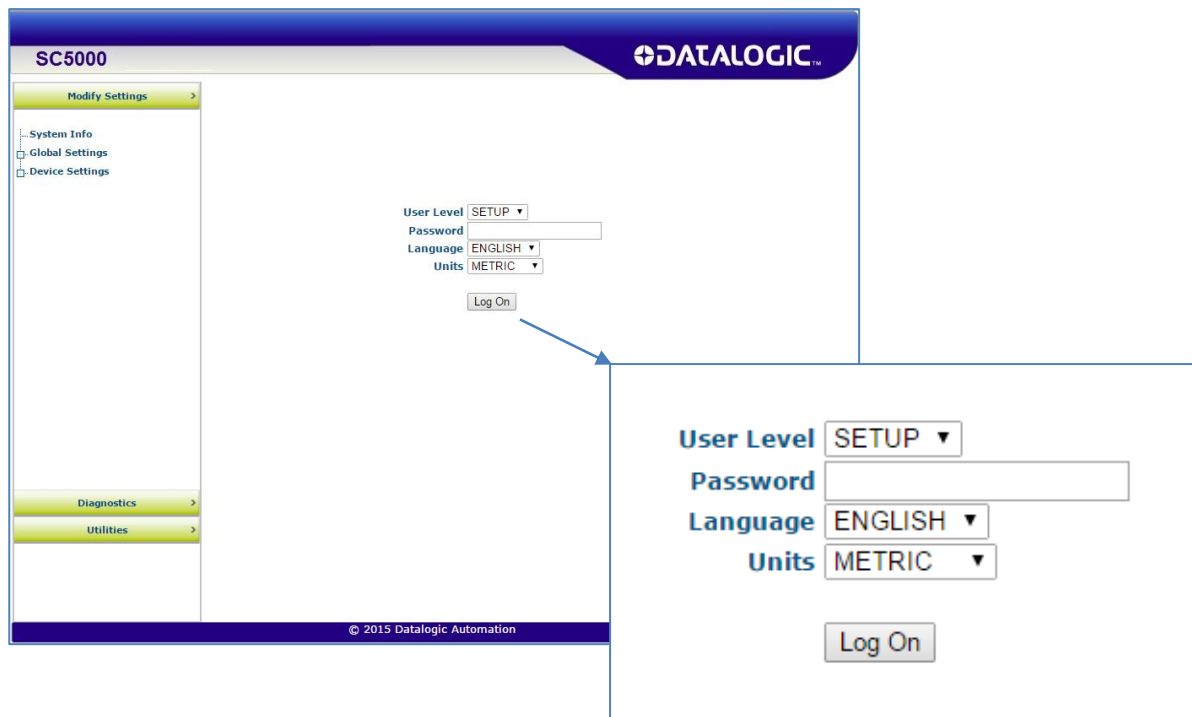 SC5000
DATALOGIC™
Modify Settings >
System Info
Global Settings
Device Settings
User Level SETUP ▼
Password
Language ENGLISH ▼
Units METRIC ▼
Log On
Diagnostics >
Utilities >
© 2015 Datalogic Automation
User Level SETUP ▼
Password
Language ENGLISH ▼
Units METRIC ▼
Log On